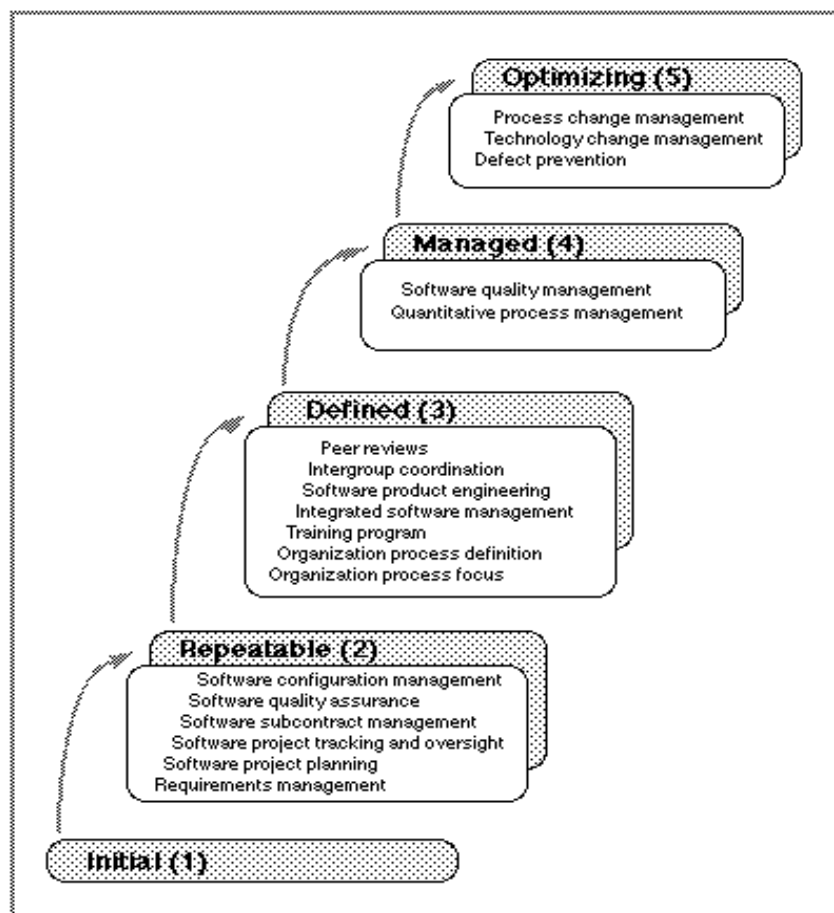 Optimizing (5)
Process change management
Technology change management
Defect prevention
Managed (4)
Software quality management
Quantitative process management
Defined (3)
Peer reviews
Intergroup coordination
Software product engineering
Integrated software management
Training program
Organization process definition
Organization process focus
Repeatable (2)
Software configuration management
Software quality assurance
Software subcontract management
Software project tracking and oversight
Software project planning
Requirements management
Initial (1)